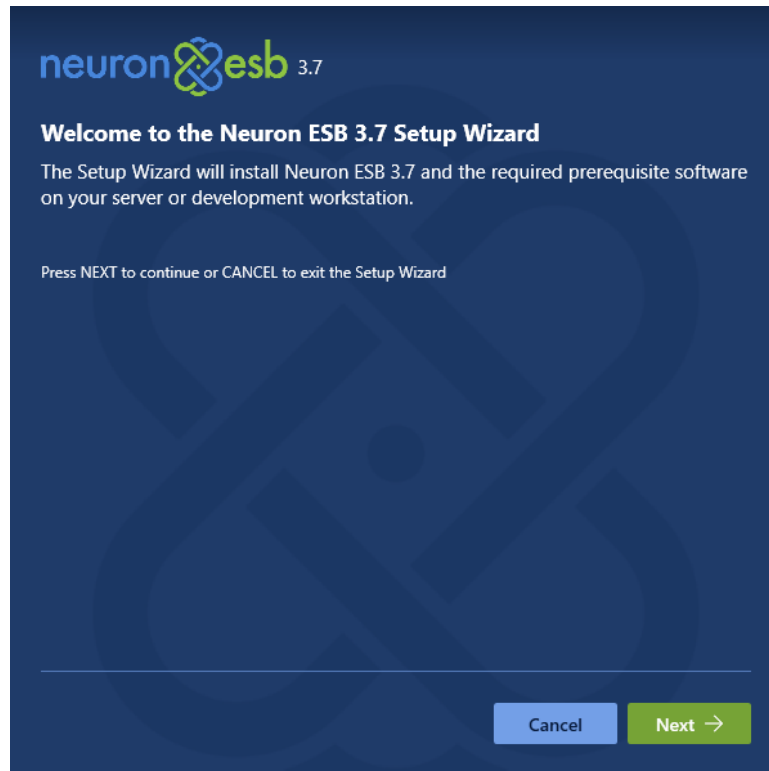 neuron esb 3.7
Welcome to the Neuron ESB 3.7 Setup Wizard
The Setup Wizard will install Neuron ESB 3.7 and the required prerequisite software
on your server or development workstation.
Press NEXT to continue or CANCEL to exit the Setup Wizard
Cancel
Next →